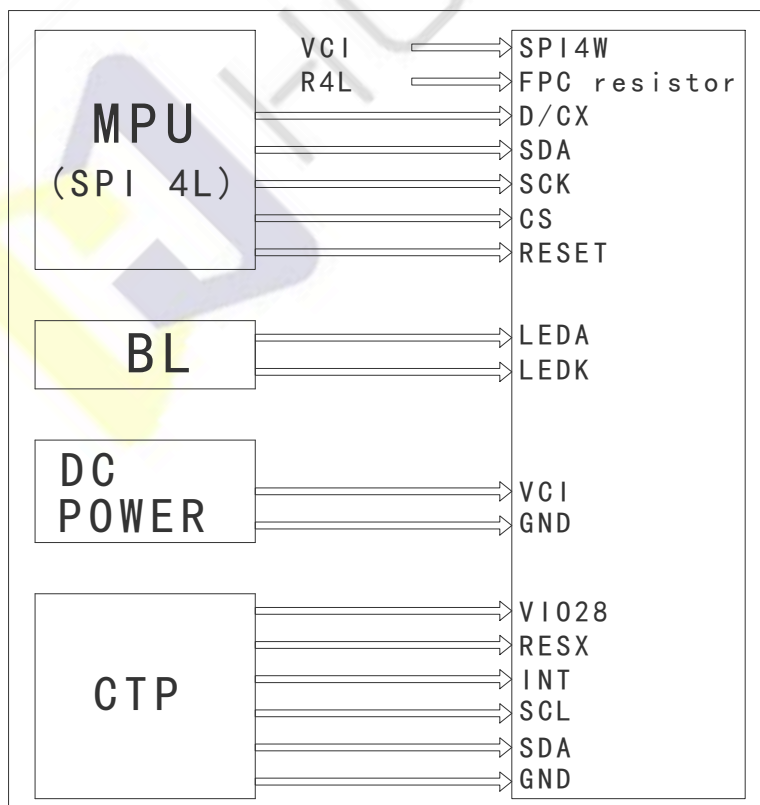 VCI
SPI4W
R4L
FPC resistor
MPU
(SPI 4L)
D/CX
SDA
SCK
CS
RESET
BL
LEDA
LEDK
DC
POWER
VCI
GND
CTP
VIO28
RESX
INT
SCL
SDA
GND